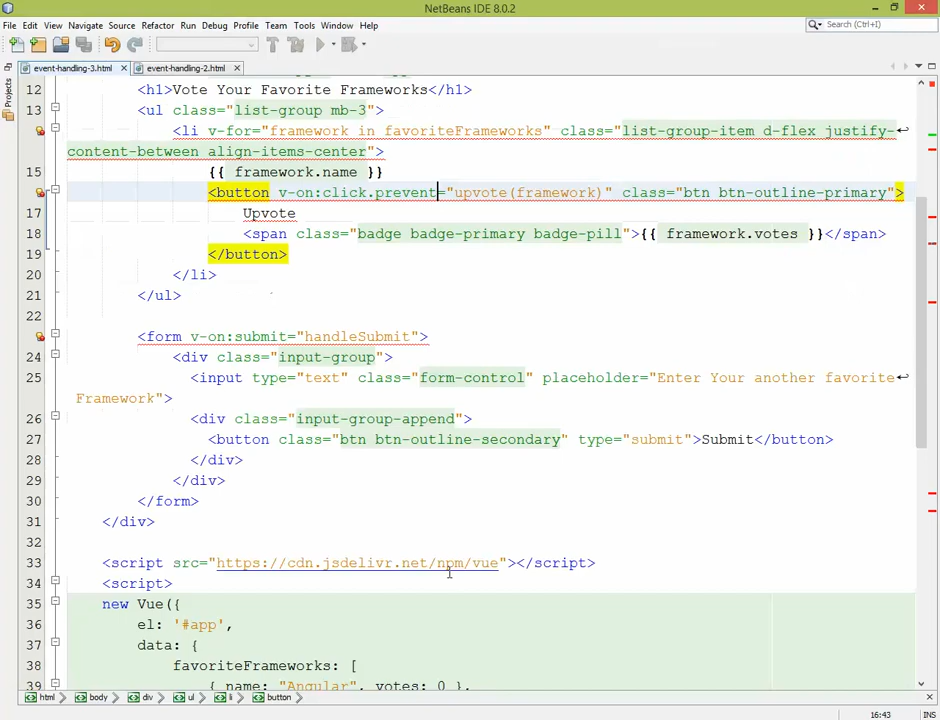 NetBeans IDE 8.0.2
File Edit View Navigate Source Refactor Run Debug Profile Team Tools Window Help
Search (Ctrl+I)
event-handling-3.html event-handling-2.html
Projects
12 <h1>Vote Your Favorite Frameworks</h1>
13 <ul class="list-group mb-3">
<li v-for="framework in favoriteFrameworks" class="list-group-item d-flex justify-
content-between align-items-center">
15 {{ framework.name }}
<button v-on:click.prevent="upvote(framework)" class="btn btn-outline-primary">
17 Upvote
18 <span class="badge badge-primary badge-pill">{{ framework.votes }}</span>
19 </button>
20 </li>
21 </ul>
22
<form v-on:submit="handleSubmit">
24 <div class="input-group">
25 <input type="text" class="form-control" placeholder="Enter Your another favorite
Framework">
26 <div class="input-group-append">
27 <button class="btn btn-outline-secondary" type="submit">Submit</button>
28 </div>
29 </div>
30 </form>
31 </div>
32
33 <script src="https://cdn.jsdelivr.net/npm/vue"></script>
34 <script>
35 new Vue({
36 el: '#app',
37 data: {
38 favoriteFrameworks: [
39 { name: "Angular", votes: 0 },
html body div ul li button
16:43 INS